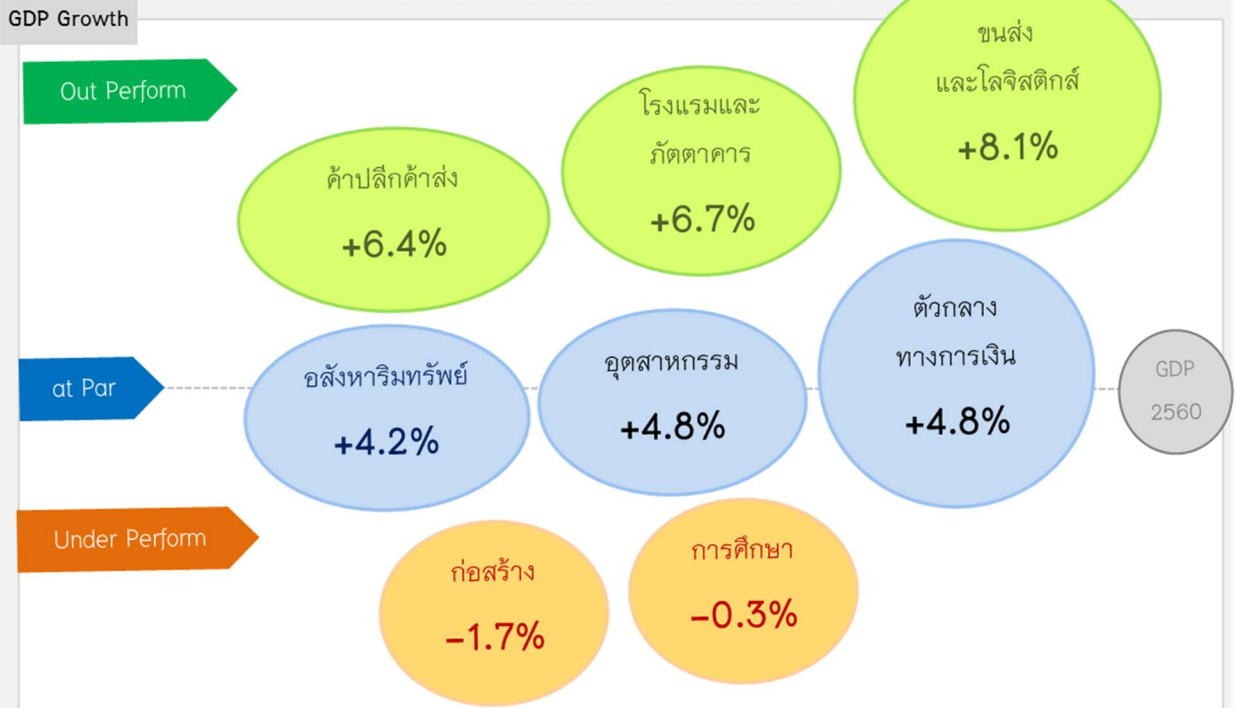 GDP Growth
Out Perform
ค้าปลีกค้าส่ง
+6.4%
โรงแรมและ
ภัตตาคาร
+6.7%
ขนส่ง
และโลจิสติกส์
+8.1%
at Par
อสังหาริมทรัพย์
+4.2%
อุตสาหกรรม
+4.8%
ตัวกลาง
ทางการเงิน
+4.8%
GDP
2560
Under Perform
ก่อสร้าง
-1.7%
การศึกษา
-0.3%